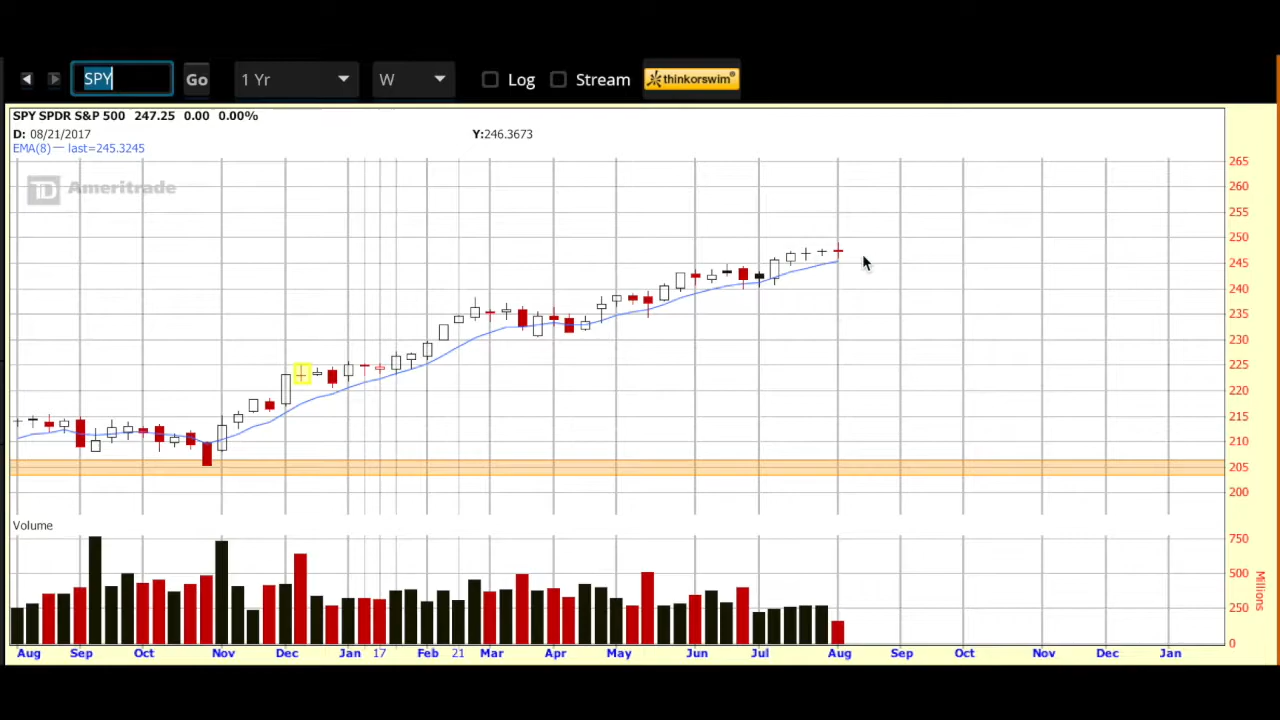 SPY Go 1 Yr W Log Stream thinkorswim®
SPY SPDR S&P 500 247.25 0.00 0.00%
D: 08/21/2017 Y:246.3673
EMA(8) — last=245.3245
TD Ameritrade
265
260
255
250
245
240
235
230
225
220
215
210
205
200
Volume
750
500
250
0
Millions
Aug Sep Oct Nov Dec Jan 17 Feb 21 Mar Apr May Jun Jul Aug Sep Oct Nov Dec Jan